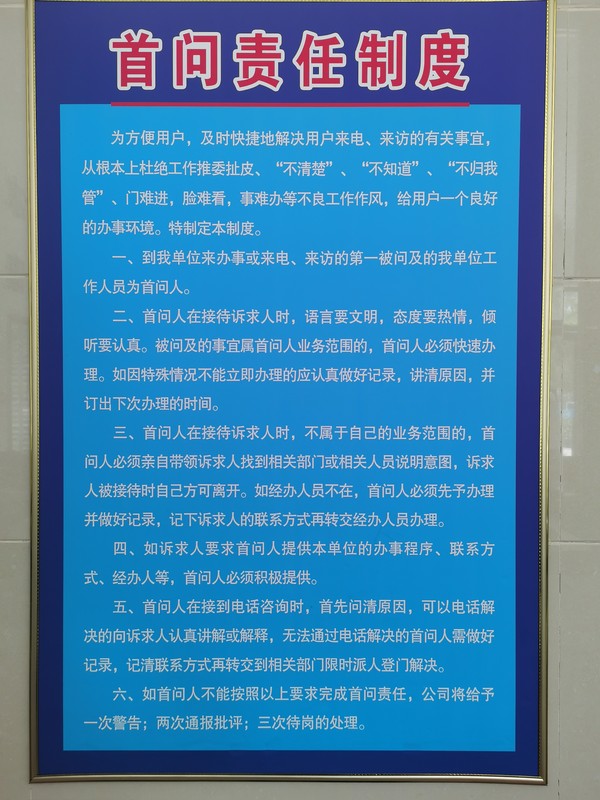 首问责任制度
为方便用户，及时快捷地解决用户来电、来访的有关事宜，
从根本上杜绝工作推委扯皮、“不清楚”、“不知道”、“不归我
管”、门难进，脸难看，事难办等不良工作作风，给用户一个良好
的办事环境。特制定本制度。
一、到我单位来办事或来电、来访的第一被问及的我单位工
作人员为首问人。
二、首问人在接待诉求人时，语言要文明，态度要热情，倾
听要认真。被问及的事宜属首问人业务范围的，首问人必须快速办
理。如因特殊情况不能立即办理的应认真做好记录，讲清原因，并
订出下次办理的时间。
三、首问人在接待诉求人时，不属于自己的业务范围的，首
问人必须亲自带领诉求人找到相关部门或相关人员说明意图，诉求
人被接待时自己方可离开。如经办人员不在，首问人必须先予办理
并做好记录，记下诉求人的联系方式再转交经办人员办理。
四、如诉求人要求首问人提供本单位的办事程序、联系方
式、经办人等，首问人必须积极提供。
五、首问人在接到电话咨询时，首先问清原因，可以电话解
决的向诉求人认真讲解或解释，无法通过电话解决的首问人需做好
记录，记清联系方式再转交到相关部门限时派人登门解决。
六、如首问人不能按照以上要求完成首问责任，公司将给予
一次警告；两次通报批评；三次待岗的处理。